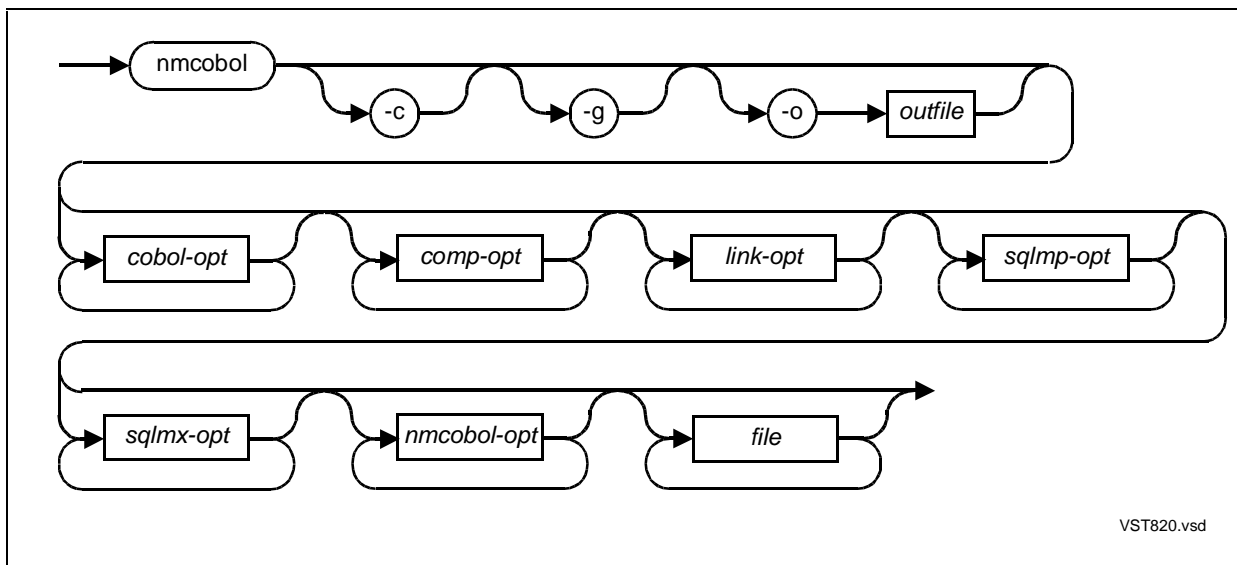 nmcobol
-c
-g
-o
outfile
cobol-opt
comp-opt
link-opt
sqlmp-opt
sqlmx-opt
nmcobol-opt
file
VST820.vsd